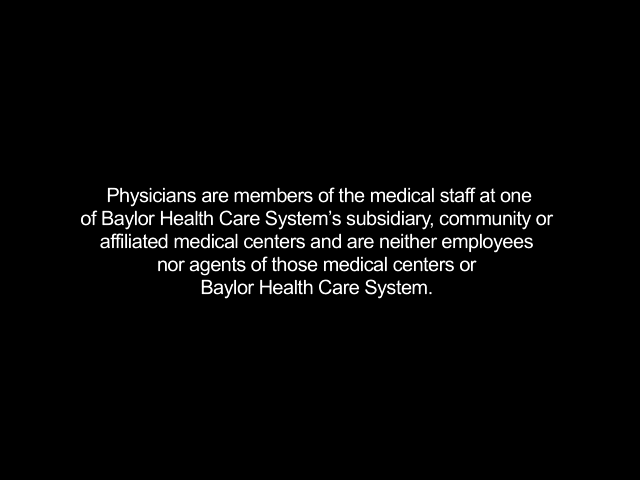 Physicians are members of the medical staff at one
of Baylor Health Care System’s subsidiary, community or
affiliated medical centers and are neither employees
nor agents of those medical centers or
Baylor Health Care System.